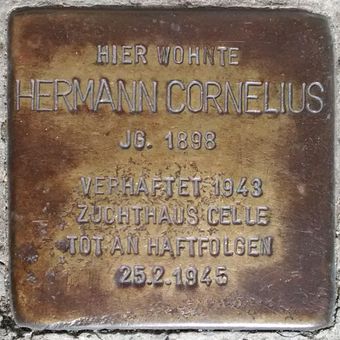 HIER WOHNTE
HERMANN CORNELIUS
JG. 1898
VERHAFTET 1943
ZUCHTHAUS CELLE
TOT AN HAFTFOLGEN
25.2.1945